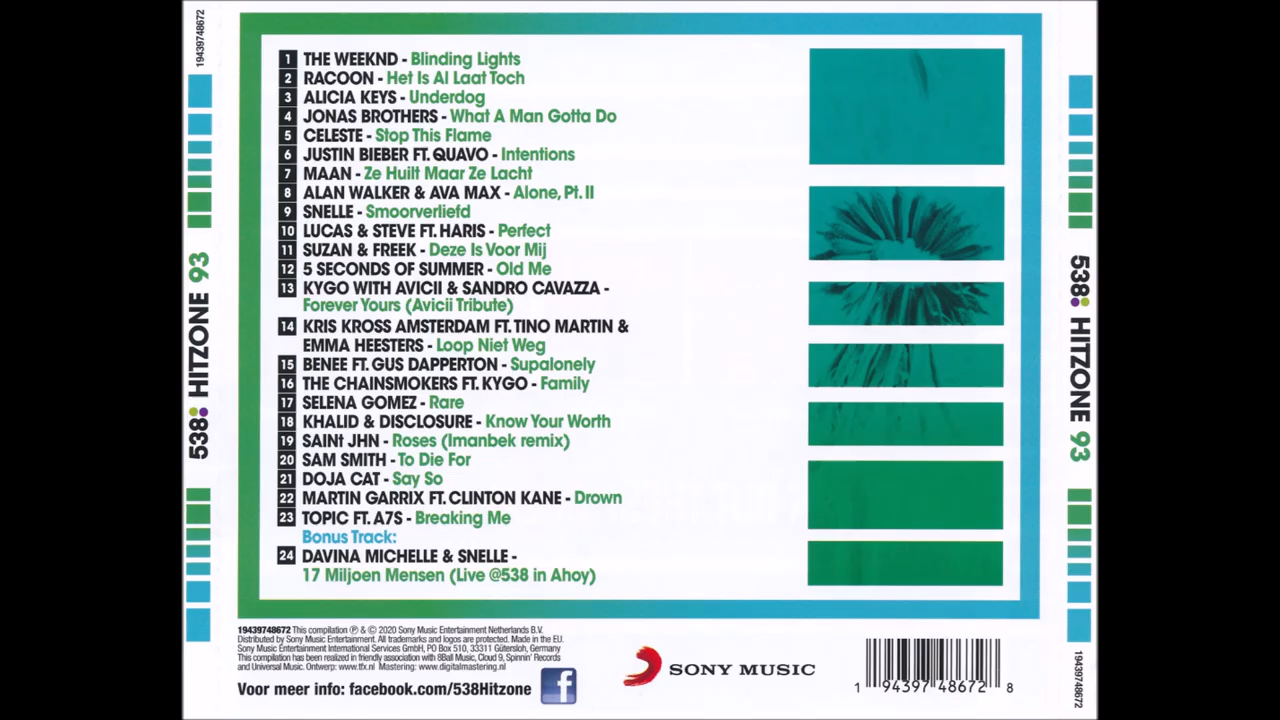 19439748672
538: HITZONE 93
1 THE WEEKND - Blinding Lights
2 RACOON - Het Is Al Laat Toch
3 ALICIA KEYS - Underdog
4 JONAS BROTHERS - What A Man Gotta Do
5 CELESTE - Stop This Flame
6 JUSTIN BIEBER FT. QUAVO - Intentions
7 MAAN - Ze Huilt Maar Ze Lacht
8 ALAN WALKER & AVA MAX - Alone, Pt. II
9 SNELLE - Smoorverliefd
10 LUCAS & STEVE FT. HARIS - Perfect
11 SUZAN & FREEK - Deze Is Voor Mij
12 5 SECONDS OF SUMMER - Old Me
13 KYGO WITH AVICII & SANDRO CAVAZZA -
Forever Yours (Avicii Tribute)
14 KRIS KROSS AMSTERDAM FT. TINO MARTIN &
EMMA HEESTERS - Loop Niet Weg
15 BENEE FT. GUS DAPPERTON - Supalonely
16 THE CHAINSMOKERS FT. KYGO - Family
17 SELENA GOMEZ - Rare
18 KHALID & DISCLOSURE - Know Your Worth
19 SAINt JHN - Roses (Imanbek remix)
20 SAM SMITH - To Die For
21 DOJA CAT - Say So
22 MARTIN GARRIX FT. CLINTON KANE - Drown
23 TOPIC FT. A7S - Breaking Me
Bonus Track:
24 DAVINA MICHELLE & SNELLE -
17 Miljoen Mensen (Live @538 in Ahoy)
538: HITZONE 93
19439748672
19439748672 This compilation ℗ & © 2020 Sony Music Entertainment Netherlands B.V.
Distributed by Sony Music Entertainment. All trademarks and logos are protected. Made in the EU.
Sony Music Entertainment International Services GmbH, PO Box 510, 33311 Gütersloh, Germany
This compilation has been realized in friendly association with 8Ball Music, Cloud 9, Spinnin' Records
and Universal Music. Ontwerp: www.tfx.nl Mastering: www.digitalmastering.nl
Voor meer info: facebook.com/538Hitzone
f
SONY MUSIC
1 94397 48672 8